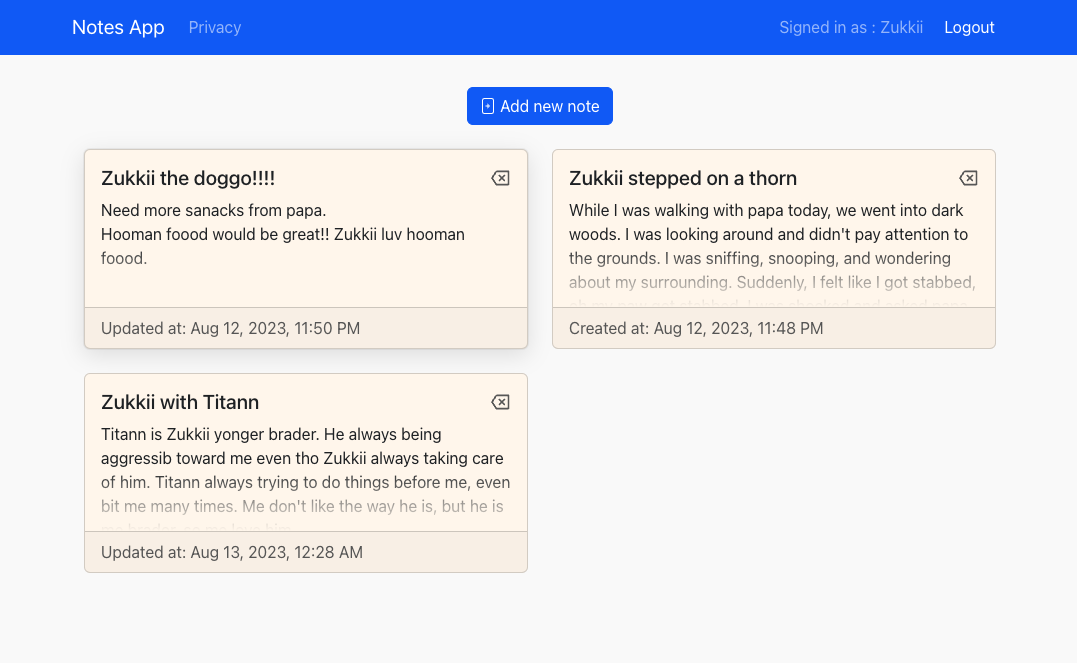 Notes App
Privacy
Signed in as : Zukkii
Logout
Add new note
Zukkii the doggo!!!!
Need more sanacks from papa.
Hooman foood would be great!! Zukkii luv hooman
foood.
Updated at: Aug 12, 2023, 11:50 PM
Zukkii stepped on a thorn
While I was walking with papa today, we went into dark
woods. I was looking around and didn't pay attention to
the grounds. I was sniffing, snooping, and wondering
about my surrounding. Suddenly, I felt like I got stabbed,
Created at: Aug 12, 2023, 11:48 PM
Zukkii with Titann
Titann is Zukkii yonger brader. He always being
aggressib toward me even tho Zukkii always taking care
of him. Titann always trying to do things before me, even
bit me many times. Me don't like the way he is, but he is
Updated at: Aug 13, 2023, 12:28 AM